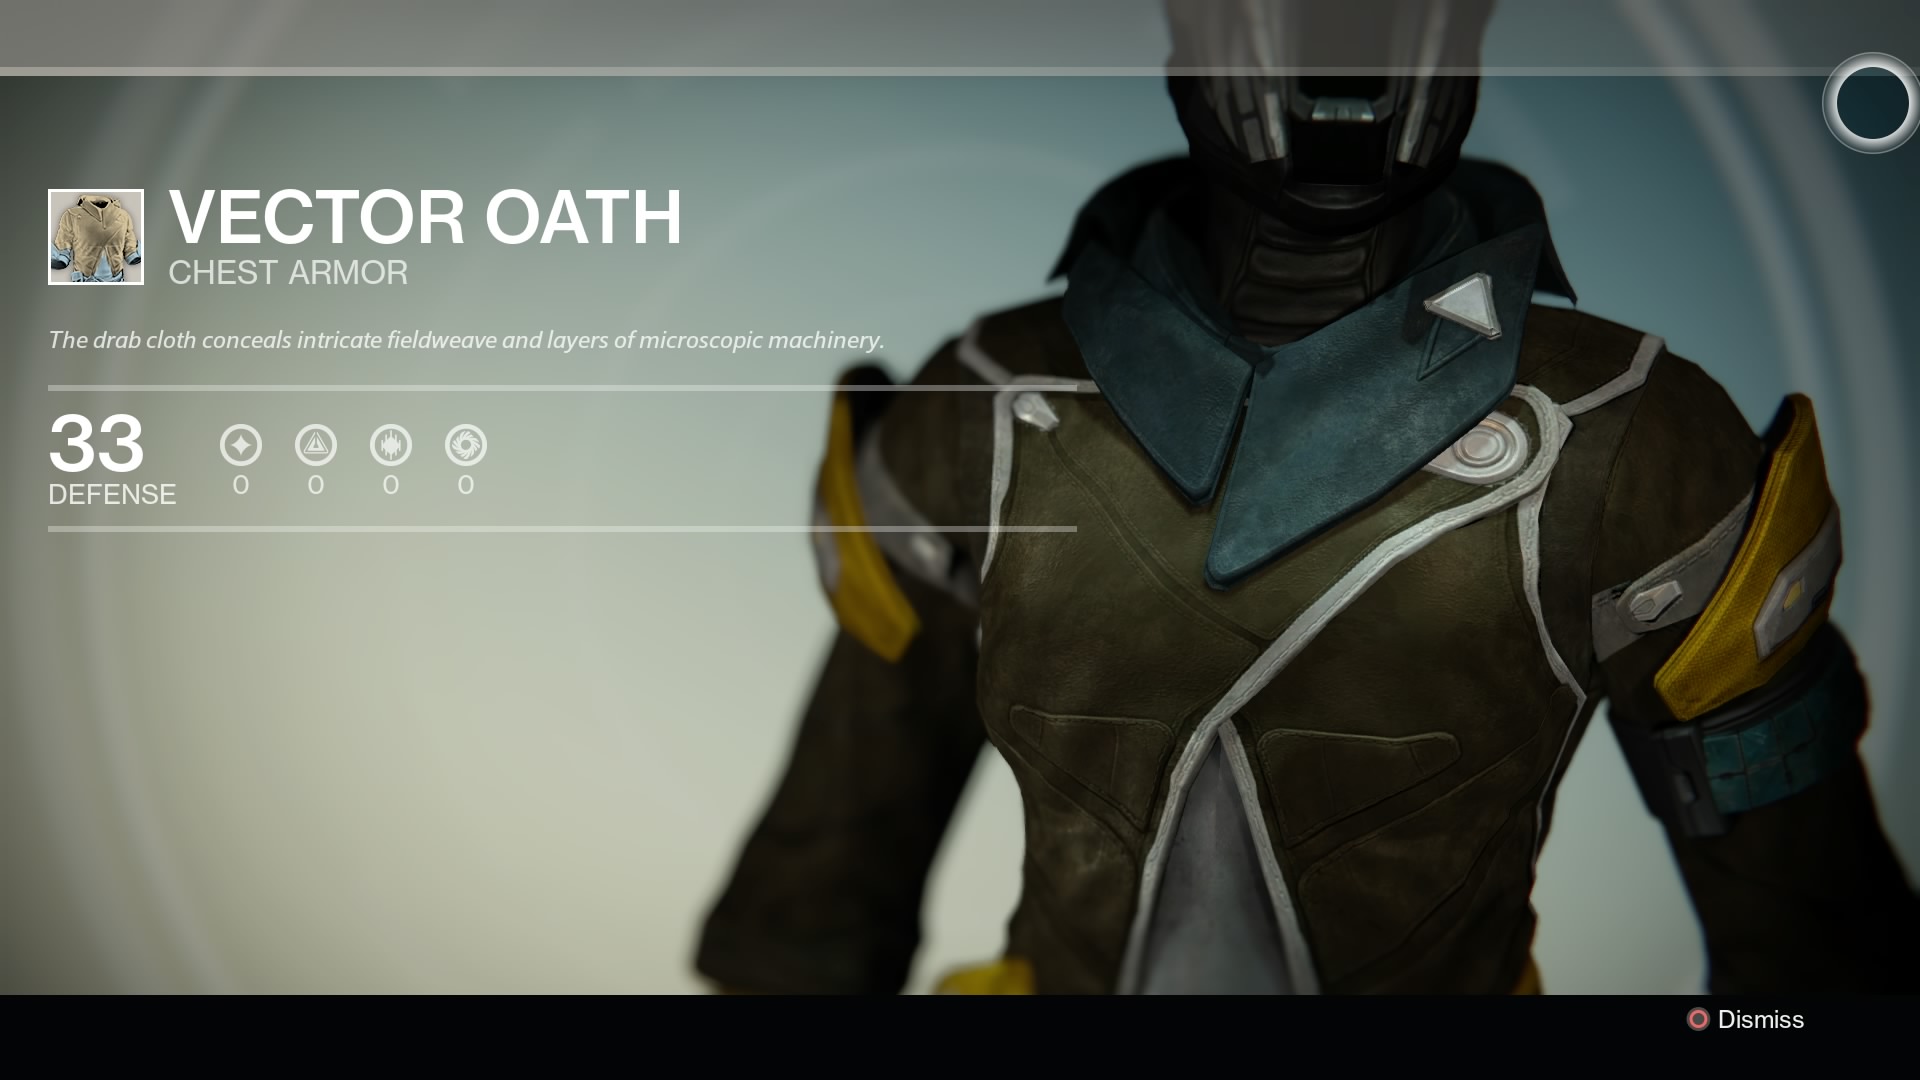 VECTOR OATH
CHEST ARMOR
The drab cloth conceals intricate fieldweave and layers of microscopic machinery.
33
DEFENSE
0 0 0 0
Dismiss